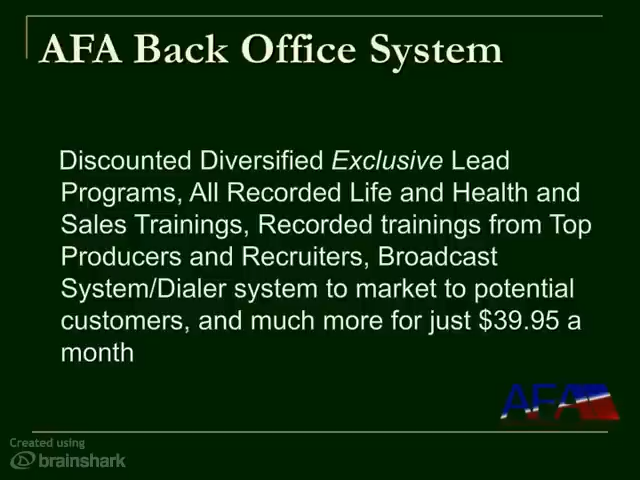 AFA Back Office System
Discounted Diversified Exclusive Lead
Programs, All Recorded Life and Health and
Sales Trainings, Recorded trainings from Top
Producers and Recruiters, Broadcast
System/Dialer system to market to potential
customers, and much more for just $39.95 a
month
AFA
Created using
brainshark